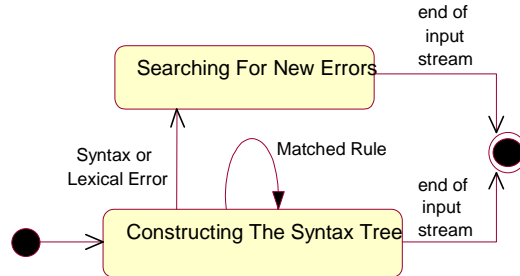 end of
input
stream
Searching For New Errors
Syntax or
Lexical Error
Matched Rule
end of
input
stream
Constructing The Syntax Tree